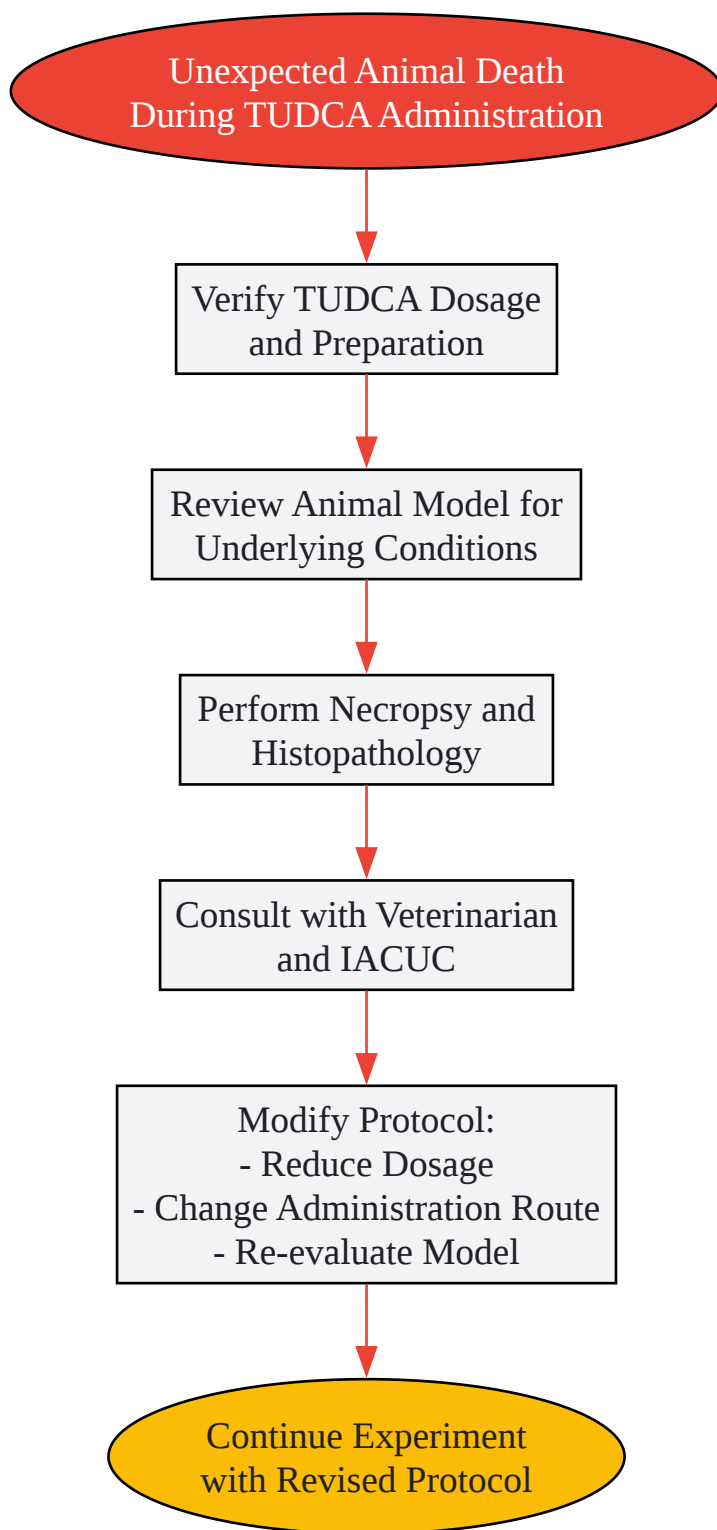 Unexpected Animal Death
During TUDCA Administration
Verify TUDCA Dosage
and Preparation
Review Animal Model for
Underlying Conditions
Perform Necropsy and
Histopathology
Consult with Veterinarian
and IACUC
Modify Protocol:
- Reduce Dosage
- Change Administration Route
- Re-evaluate Model
Continue Experiment
with Revised Protocol